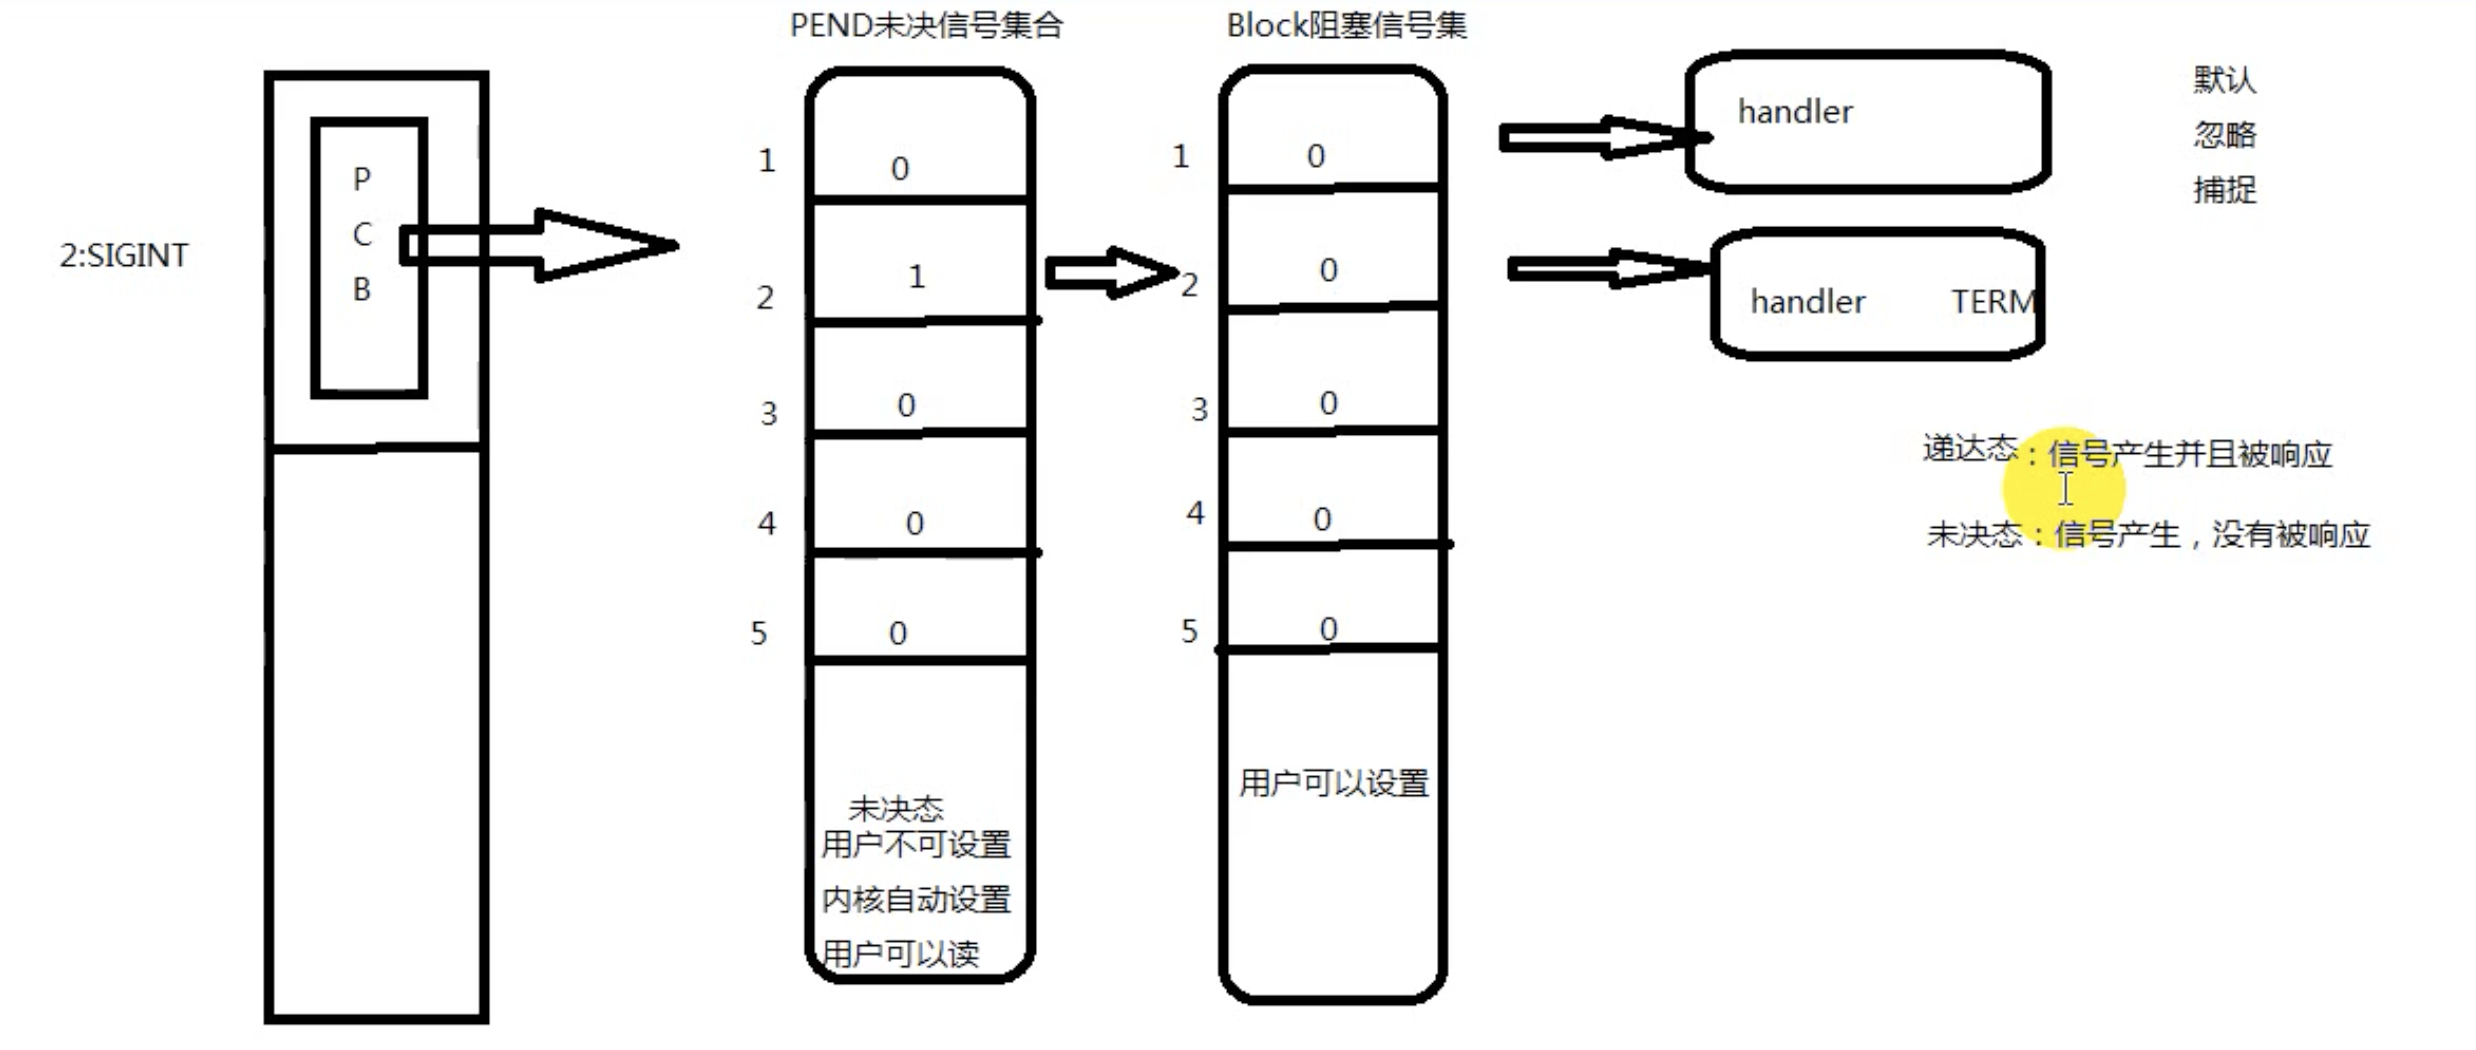 2:SIGINT
P
C
B
PEND未决信号集合
1 0
2 1
3 0
4 0
5 0
未决态
用户不可设置
内核自动设置
用户可以读
Block阻塞信号集
1 0
2 0
3 0
4 0
5 0
用户可以设置
handler
handler TERM
默认
忽略
捕捉
递达态：信号产生并且被响应
未决态：信号产生，没有被响应